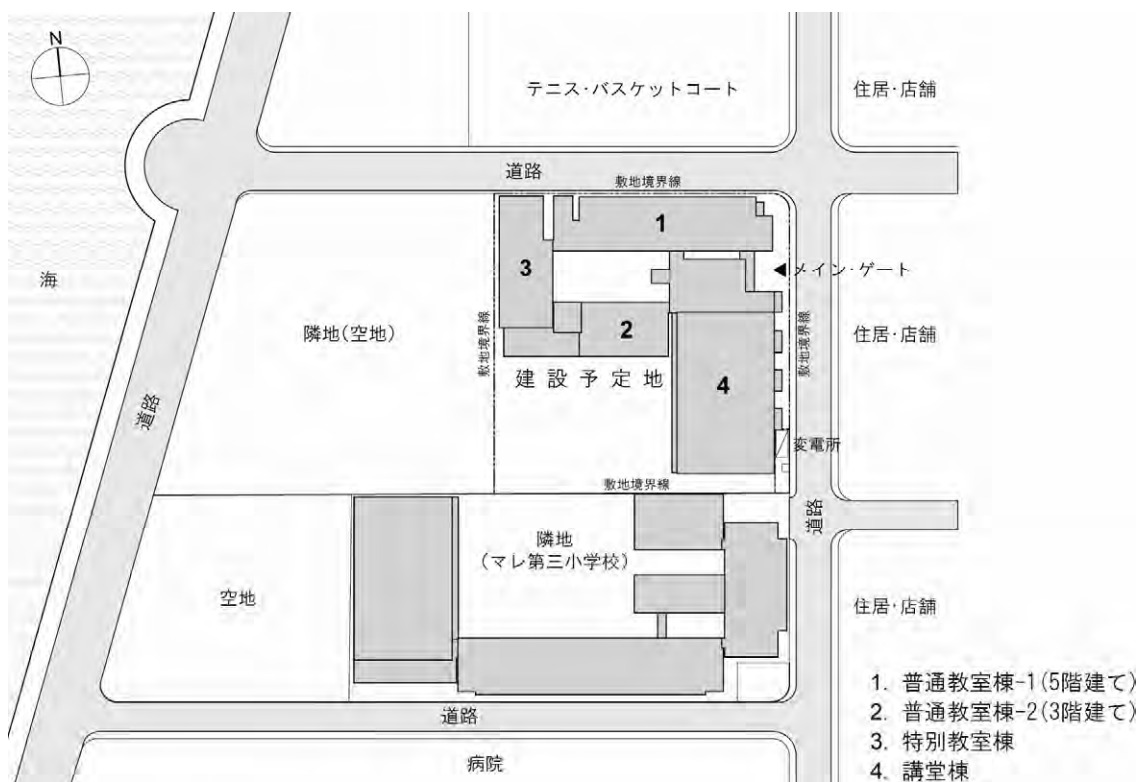 N
テニス・バスケットコート
住居・店舗
道路
敷地境界線
1
3
メイン・ゲート
海
隣地(空地)
敷地境界線
2
敷地境界線
住居・店舗
建設予定地
4
道路
変電所
敷地境界線
道路
隣地
(マレ第三小学校)
空地
住居・店舗
道路
病院
1. 普通教室棟-1(5階建て)
2. 普通教室棟-2(3階建て)
3. 特別教室棟
4. 講堂棟